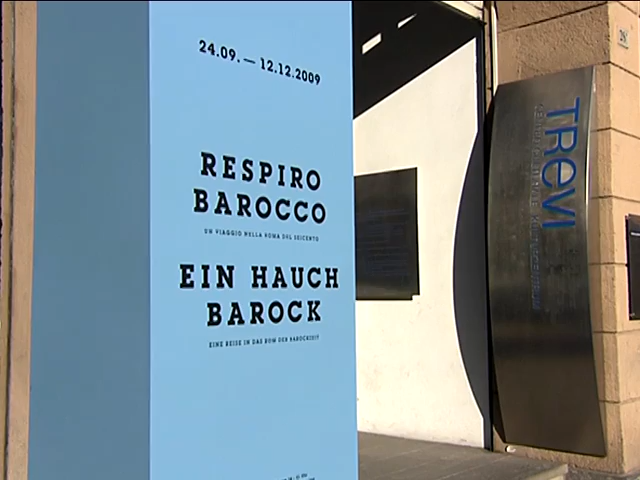 24.09. — 12.12.2009
RESPIRO
BAROCCO
UN VIAGGIO NELLA ROMA DEL SEICENTO
EIN HAUCH
BAROCK
EINE REISE IN DAS ROM DER BAROCKZEIT
TREVI